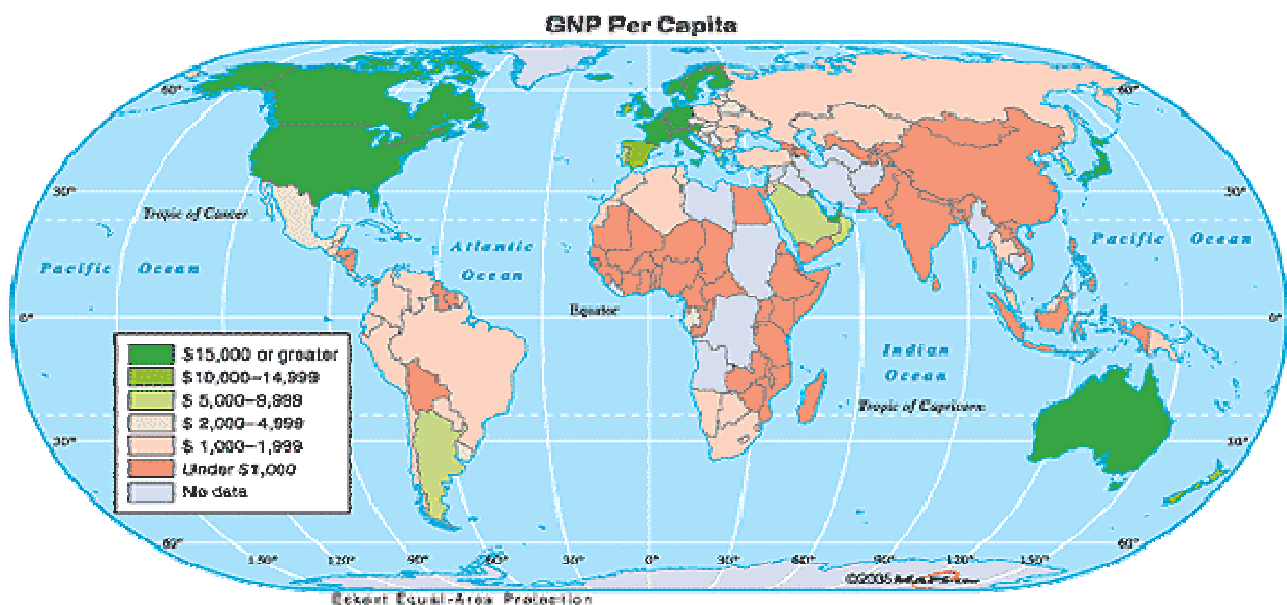 GNP Per Capita
60°
60°
30°
30°
Tropic of Cancer
Atlantic
Ocean
Pacific Ocean
Pacific Ocean
Equator
0°
0°
Indian
Ocean
Tropic of Capricorn
$15,000 or greater
$10,000–14,999
$ 5,000–9,999
$ 2,000–4,999
$ 1,000–1,999
Under $1,000
No data
30°
30°
60°
60°
150°
120°
90°
60°
30°
0°
30°
60°
90°
120°
150°
©2005
Eckert Equal-Area Projection